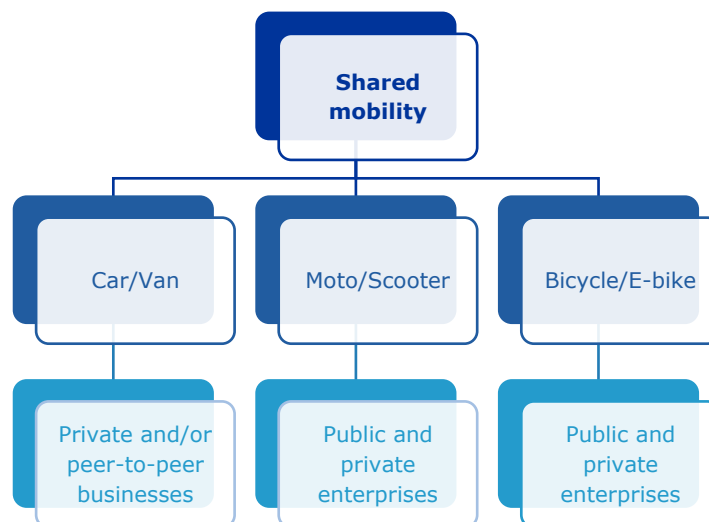 Shared
mobility
Car/Van
Moto/Scooter
Bicycle/E-bike
Private and/or
peer-to-peer
businesses
Public and
private
enterprises
Public and
private
enterprises